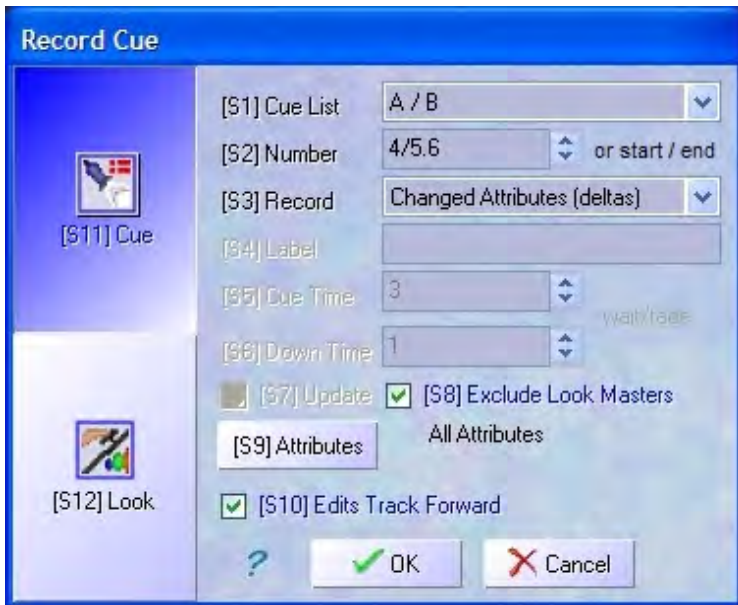 Record Cue
[S1] Cue List A / B
[S2] Number 4/5.6 or start / end
[S3] Record Changed Attributes (deltas)
[S11] Cue
[S4] Label
[S5] Cue Time 3
wait/fade
[S6] Down Time 1
[S7] Update [S8] Exclude Look Masters
[S9] Attributes All Attributes
[S12] Look
[S10] Edits Track Forward
? OK Cancel